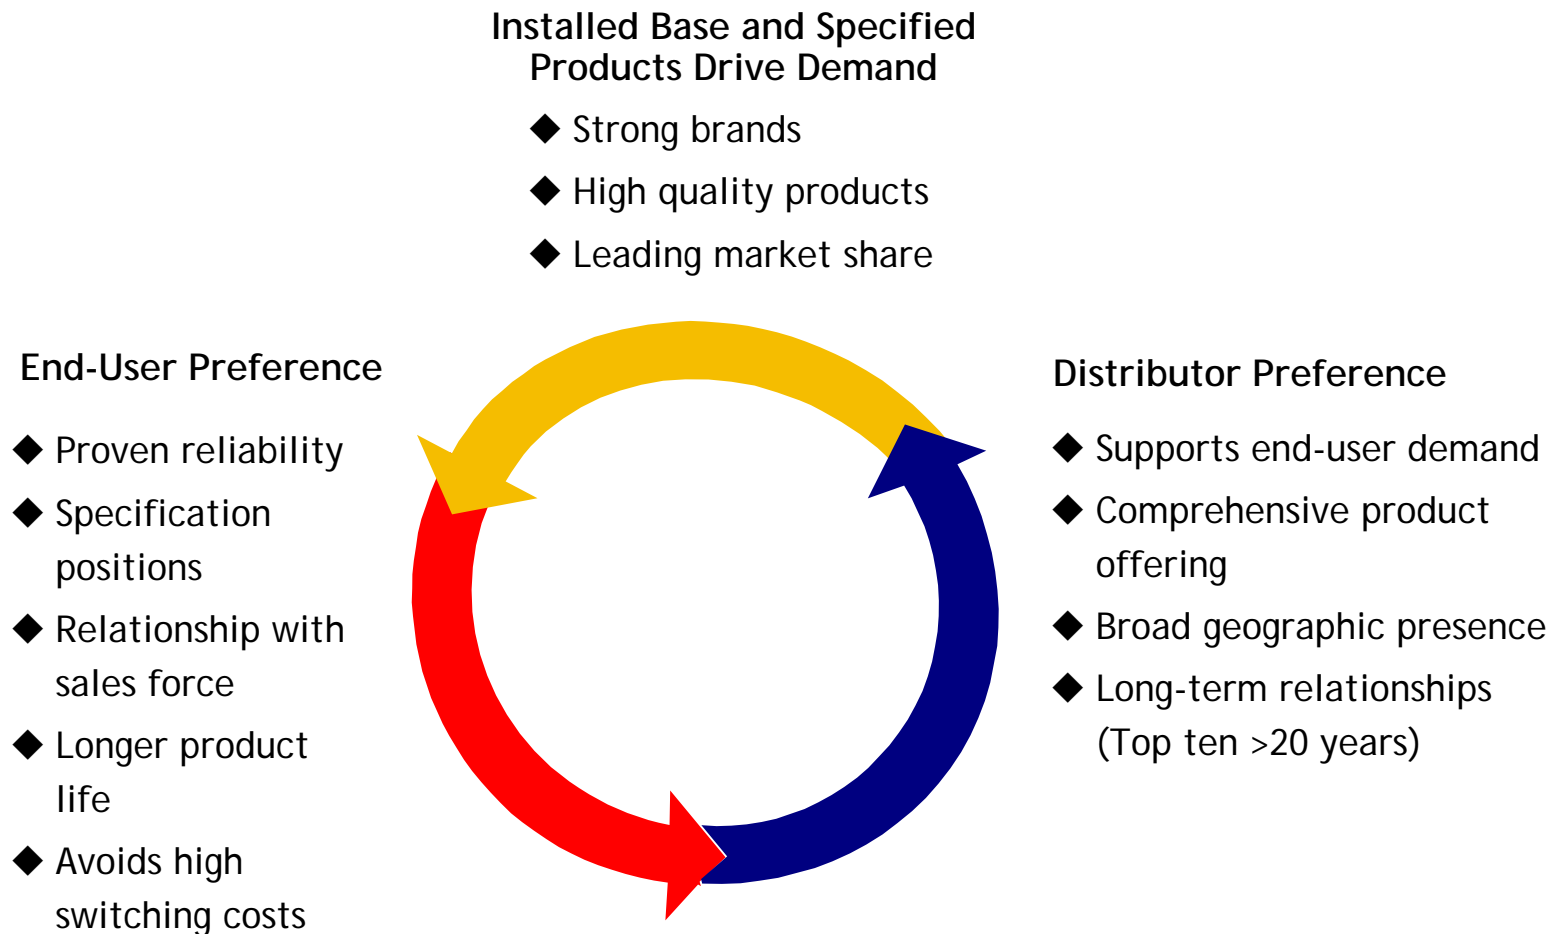 Installed Base and Specified
Products Drive Demand
◆ Strong brands
◆ High quality products
◆ Leading market share
End-User Preference
◆ Proven reliability
◆ Specification
positions
◆ Relationship with
sales force
◆ Longer product
life
◆ Avoids high
switching costs
Distributor Preference
◆ Supports end-user demand
◆ Comprehensive product
offering
◆ Broad geographic presence
◆ Long-term relationships
(Top ten >20 years)